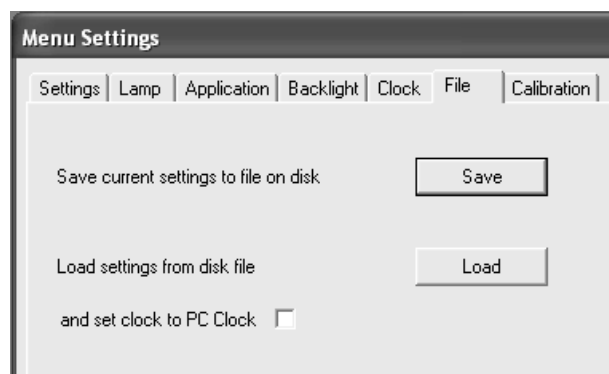 Menu Settings
Settings Lamp Application Backlight Clock File Calibration
Save current settings to file on disk Save
Load settings from disk file Load
and set clock to PC Clock